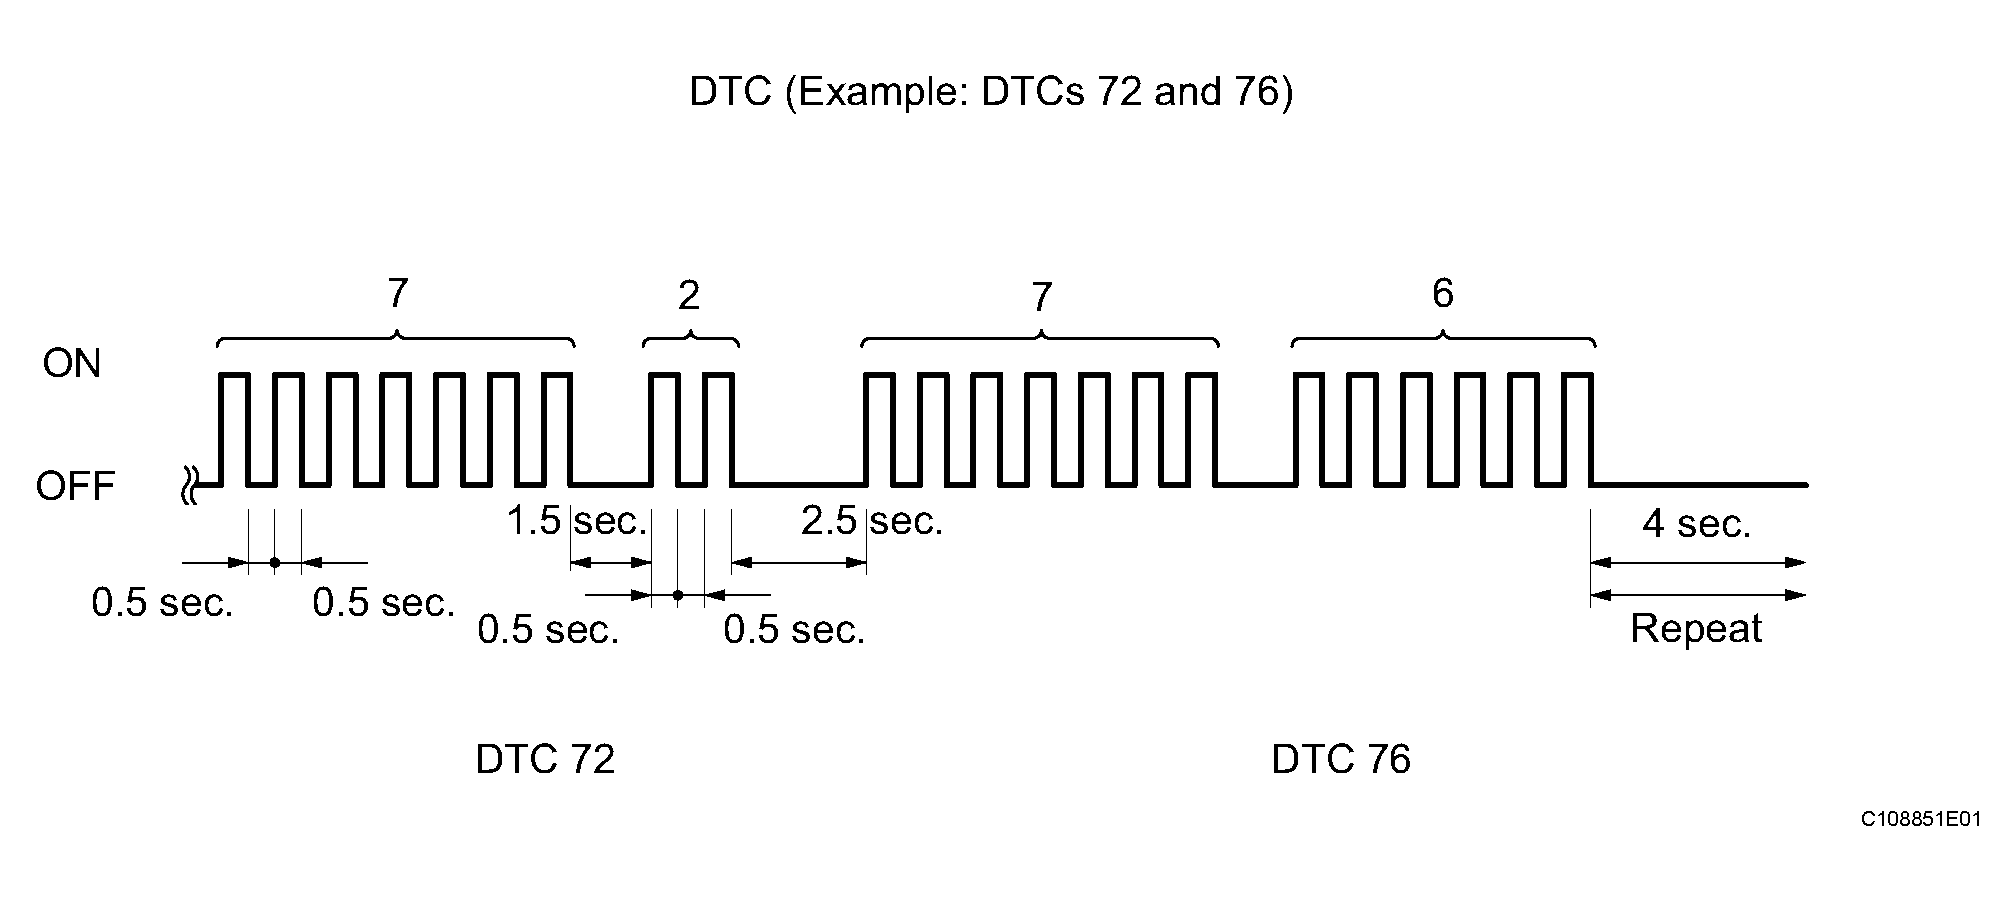 DTC (Example: DTCs 72 and 76)
7 2 7 6
ON
OFF
1.5 sec. 2.5 sec. 4 sec.
0.5 sec. 0.5 sec. 0.5 sec. 0.5 sec. Repeat
DTC 72 DTC 76
C108851E01